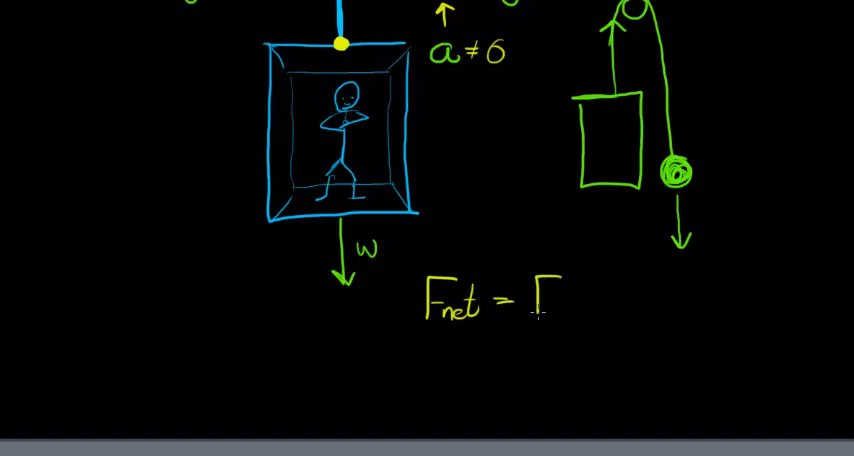 a ≠ 0
w
Fnet =